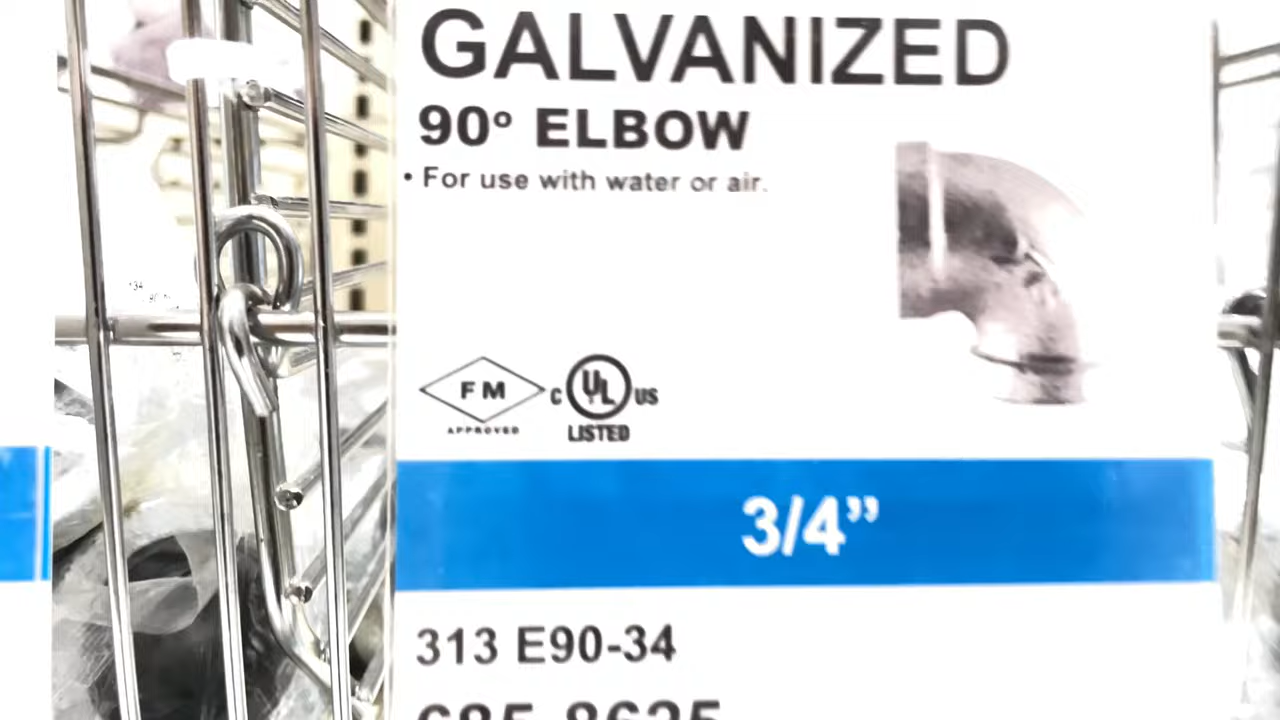 GALVANIZED
90° ELBOW
• For use with water or air.
FM
APPROVED
C UL US
LISTED
3/4”
313 E90-34